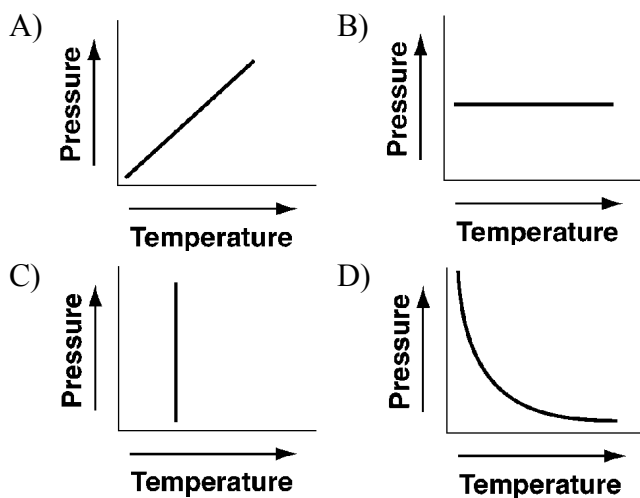 A)
Pressure
Temperature
B)
Pressure
Temperature
C)
Pressure
Temperature
D)
Pressure
Temperature